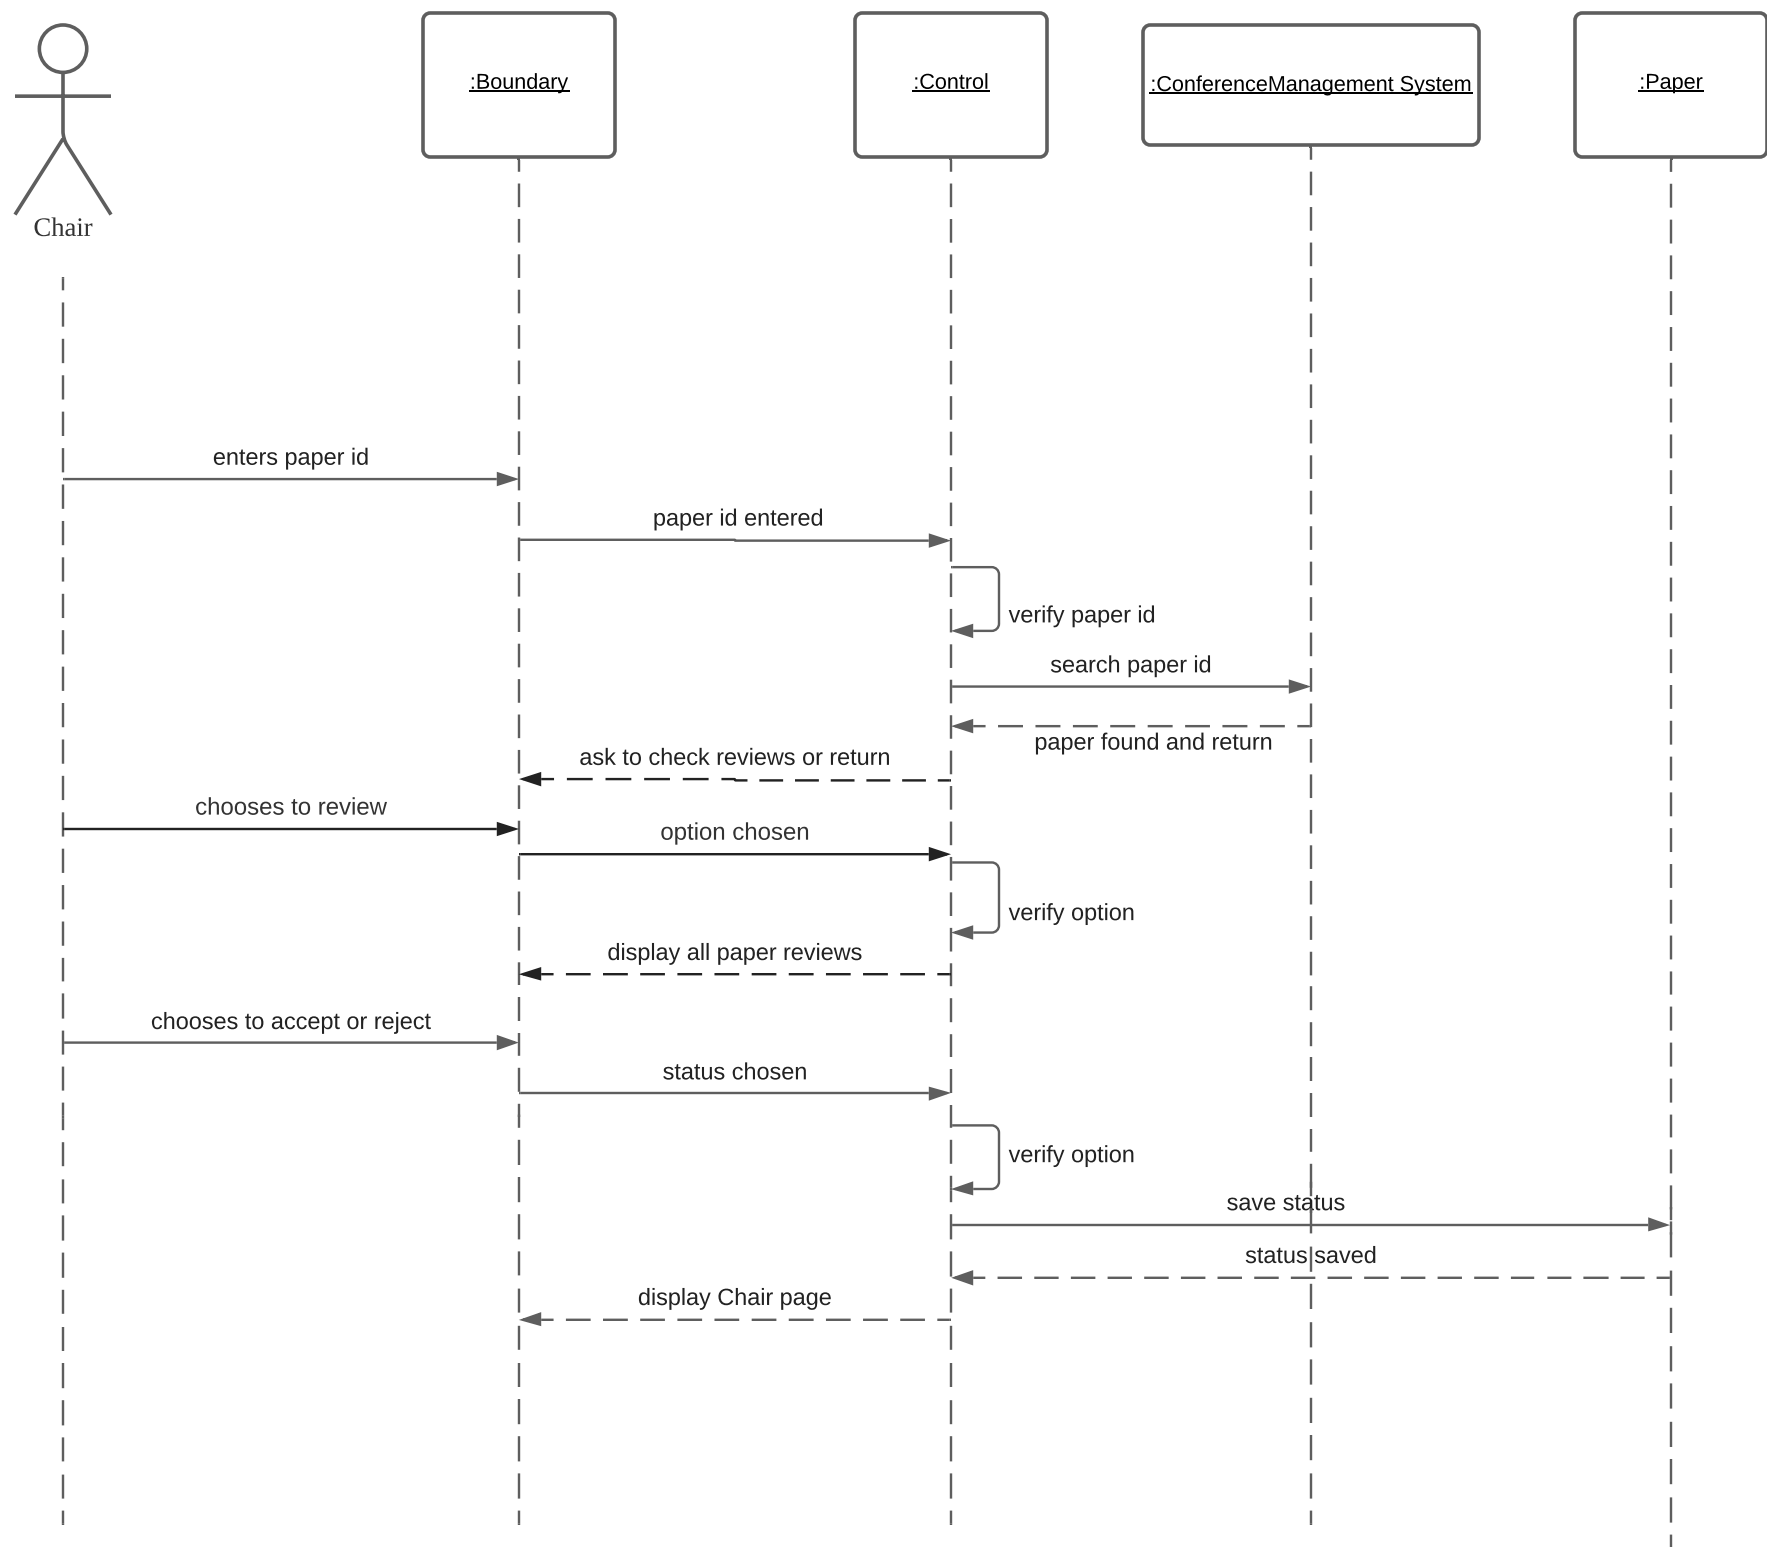 :Boundary
:Control
:ConferenceManagement System
:Paper
Chair
enters paper id
paper id entered
verify paper id
search paper id
paper found and return
ask to check reviews or return
chooses to review
option chosen
verify option
display all paper reviews
chooses to accept or reject
status chosen
verify option
save status
status saved
display Chair page